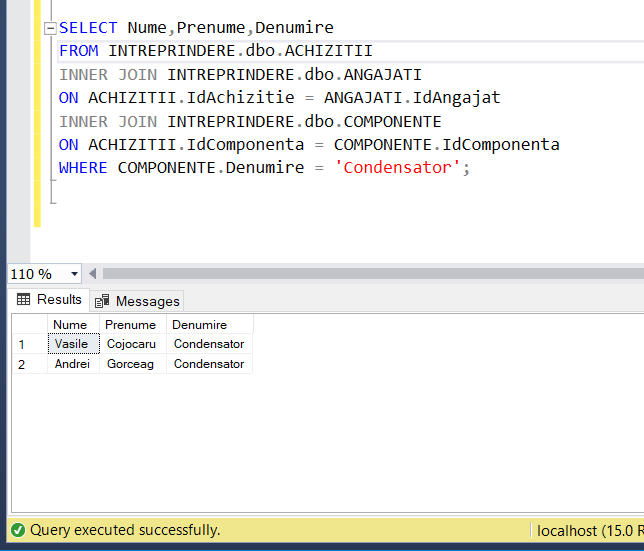 SELECT Nume,Prenume,Denumire
FROM INTREPRINDERE.dbo.ACHIZITII
INNER JOIN INTREPRINDERE.dbo.ANGAJATI
ON ACHIZITII.IdAchizitie = ANGAJATI.IdAngajat
INNER JOIN INTREPRINDERE.dbo.COMPONENTE
ON ACHIZITII.IdComponenta = COMPONENTE.IdComponenta
WHERE COMPONENTE.Denumire = 'Condensator';
110 %
Results Messages
Nume Prenume Denumire
1 Vasile Cojocaru Condensator
2 Andrei Gorceag Condensator
Query executed successfully. localhost (15.0 R